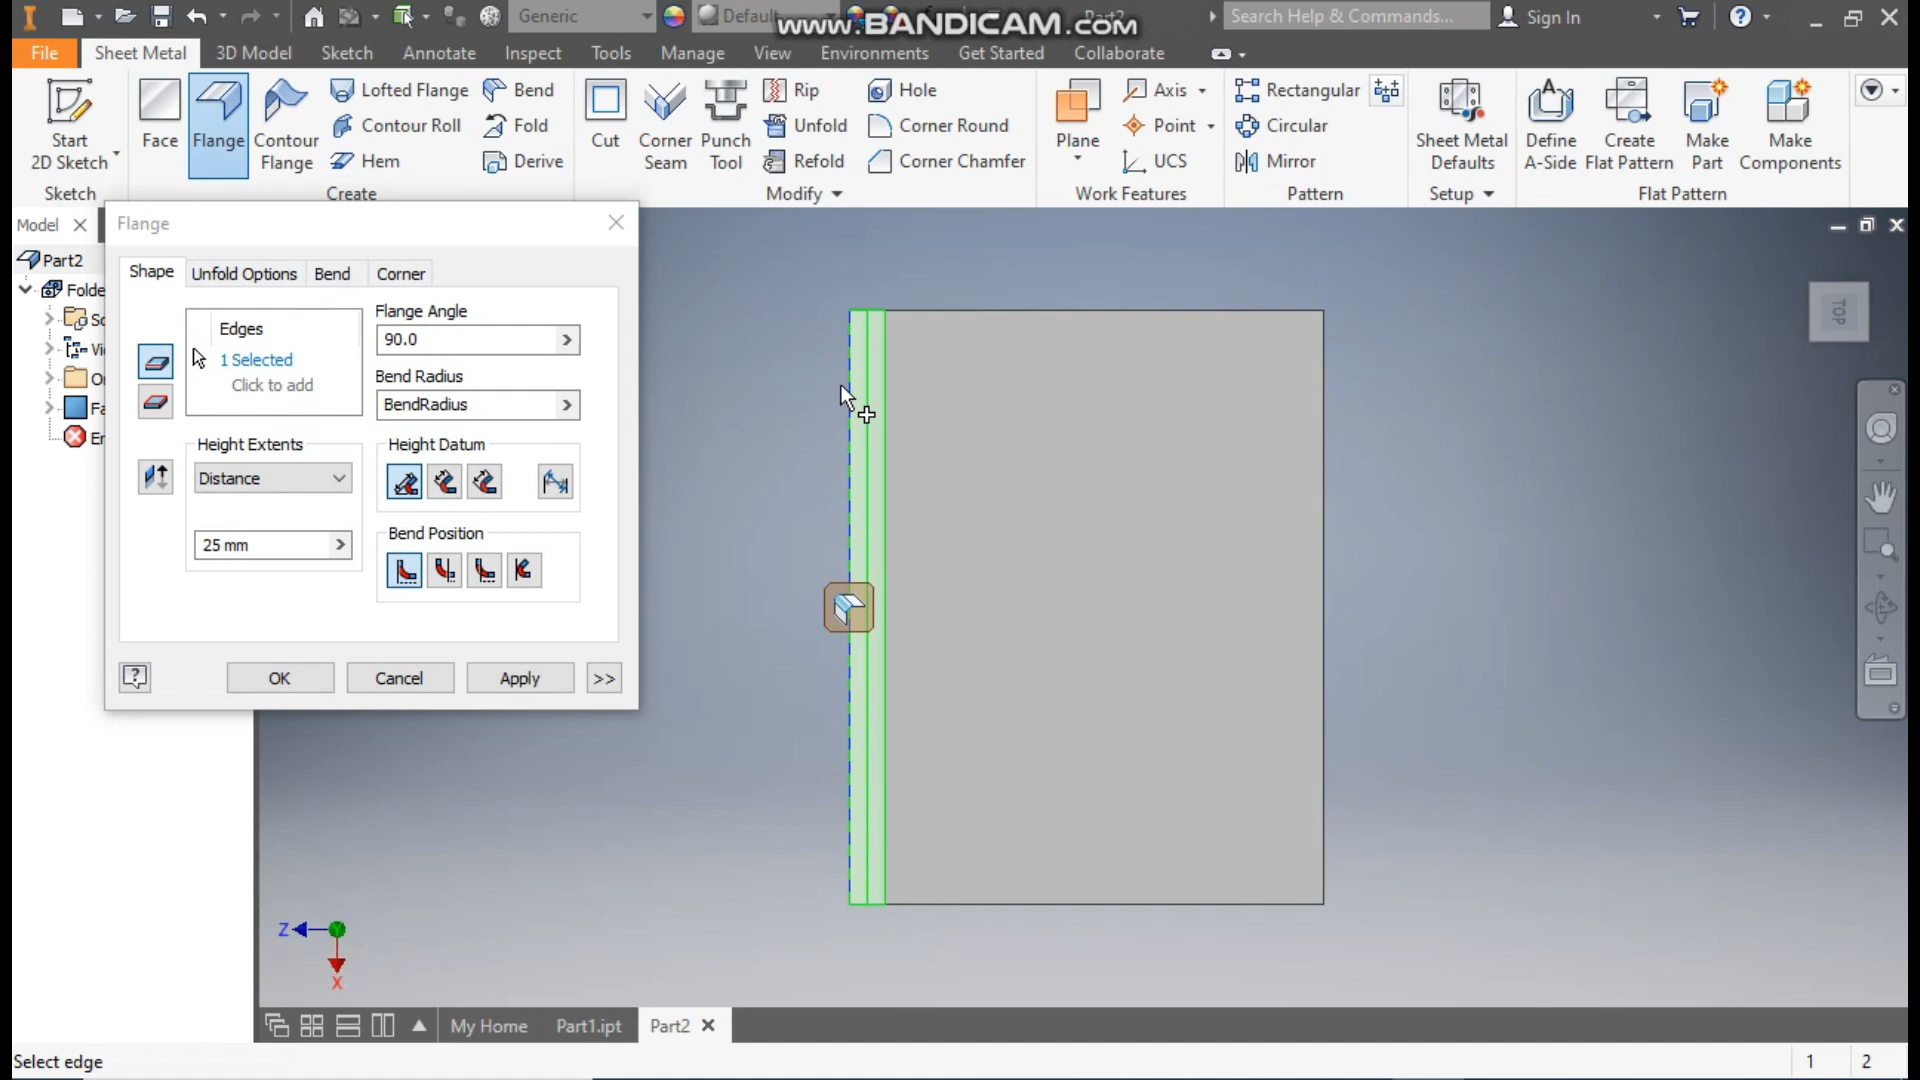 Generic
Default
www.BANDICAM.com
Search Help & Commands...
Sign In
File
Sheet Metal
3D Model
Sketch
Annotate
Inspect
Tools
Manage
View
Environments
Get Started
Collaborate
Start
2D Sketch
Face
Flange
Contour
Flange
Lofted Flange
Contour Roll
Hem
Bend
Fold
Derive
Cut
Corner
Seam
Punch
Tool
Rip
Unfold
Refold
Hole
Corner Round
Corner Chamfer
Plane
Axis
Point
UCS
Rectangular
Circular
Mirror
Sheet Metal
Defaults
Define
A-Side
Create
Flat Pattern
Make
Part
Make
Components
Sketch
Create
Modify
Work Features
Pattern
Setup
Flat Pattern
Model
Part2
Folde
Vi
Fa
Flange
Shape
Unfold Options
Bend
Corner
Edges
1 Selected
Click to add
Flange Angle
90.0
Bend Radius
BendRadius
Height Extents
Distance
25 mm
Height Datum
Bend Position
OK
Cancel
Apply
>>
TOP
Z
X
My Home
Part1.ipt
Part2
Select edge
1
2